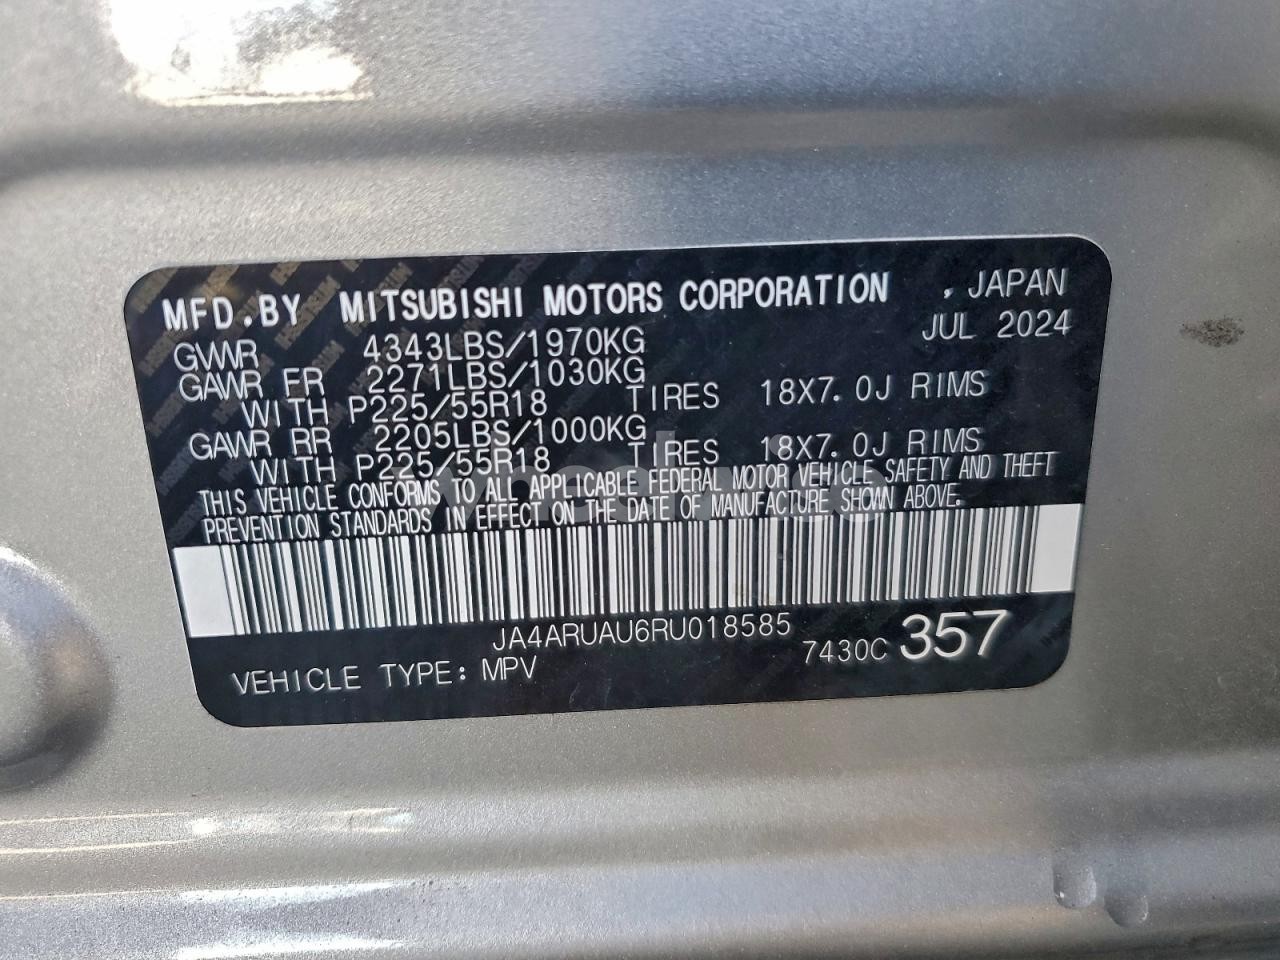 MFD.BY MITSUBISHI MOTORS CORPORATION , JAPAN
JUL 2024
GVWR 4343LBS/1970KG
GAWR FR 2271LBS/1030KG
WITH P225/55R18 TIRES 18X7.0J RIMS
GAWR RR 2205LBS/1000KG
WITH P225/55R18 TIRES 18X7.0J RIMS
THIS VEHICLE CONFORMS TO ALL APPLICABLE FEDERAL MOTOR VEHICLE SAFETY AND THEFT
PREVENTION STANDARDS IN EFFECT ON THE DATE OF MANUFACTURE SHOWN ABOVE.
JA4ARUAU6RU018585
7430C 357
VEHICLE TYPE: MPV